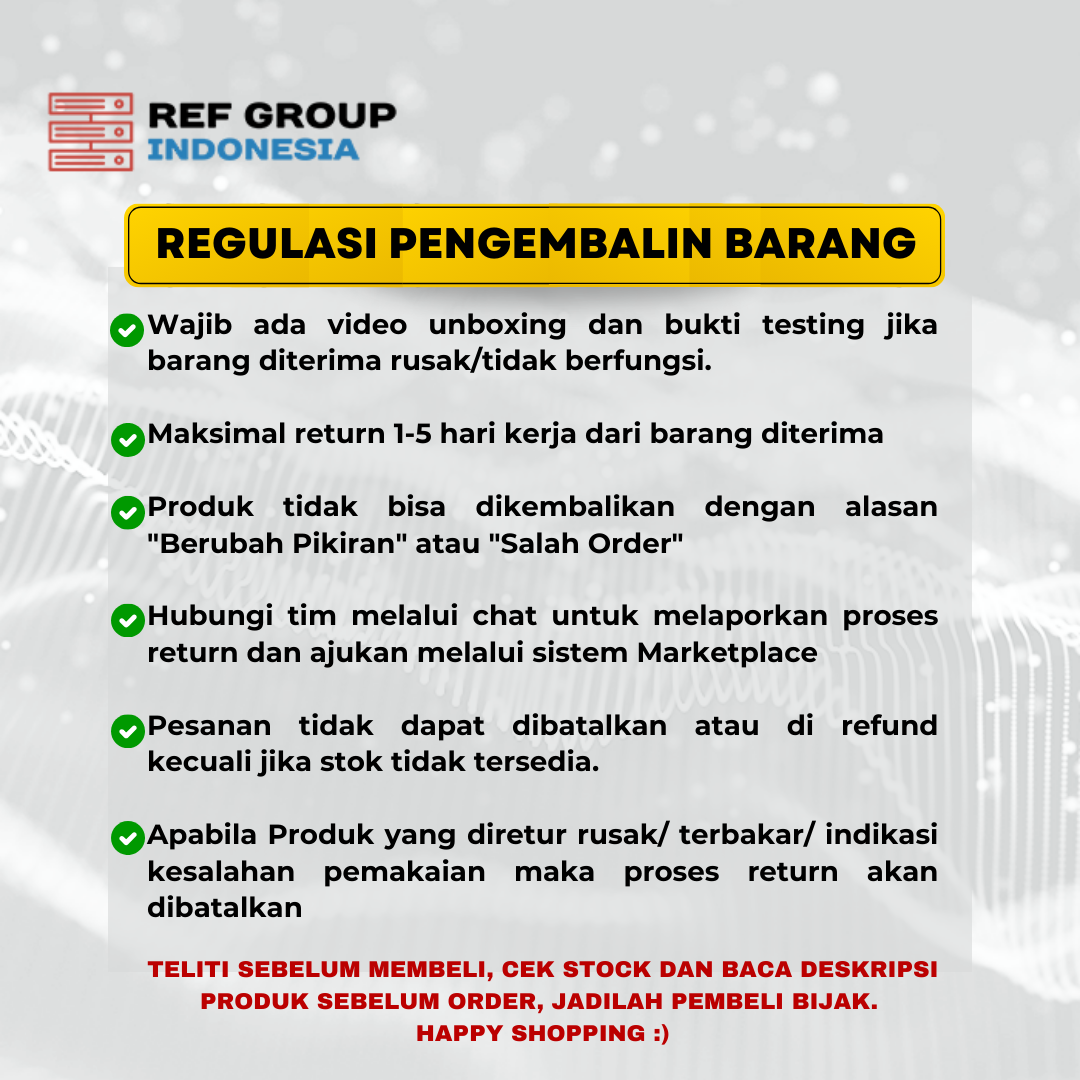 REF GROUP
INDONESIA
REGULASI PENGEMBALIN BARANG
Wajib ada video unboxing dan bukti testing jika
barang diterima rusak/tidak berfungsi.
Maksimal return 1-5 hari kerja dari barang diterima
Produk tidak bisa dikembalikan dengan alasan
"Berubah Pikiran" atau "Salah Order"
Hubungi tim melalui chat untuk melaporkan proses
return dan ajukan melalui sistem Marketplace
Pesanan tidak dapat dibatalkan atau di refund
kecuali jika stok tidak tersedia.
Apabila Produk yang diretur rusak/ terbakar/ indikasi
kesalahan pemakaian maka proses return akan
dibatalkan
TELITI SEBELUM MEMBELI, CEK STOCK DAN BACA DESKRIPSI
PRODUK SEBELUM ORDER, JADILAH PEMBELI BIJAK.
HAPPY SHOPPING :)